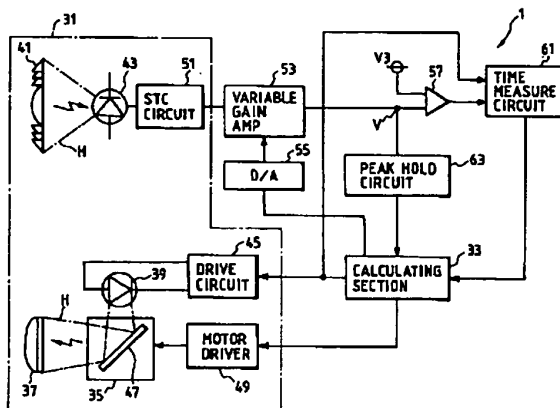 1
31
41
43
51
STC
CIRCUIT
53
VARIABLE
GAIN
AMP
V3
57
61
TIME
MEASURE
CIRCUIT
H
V
55
D/A
63
PEAK HOLD
CIRCUIT
39
45
DRIVE
CIRCUIT
33
CALCULATING
SECTION
H
37
35
47
MOTOR
DRIVER
49